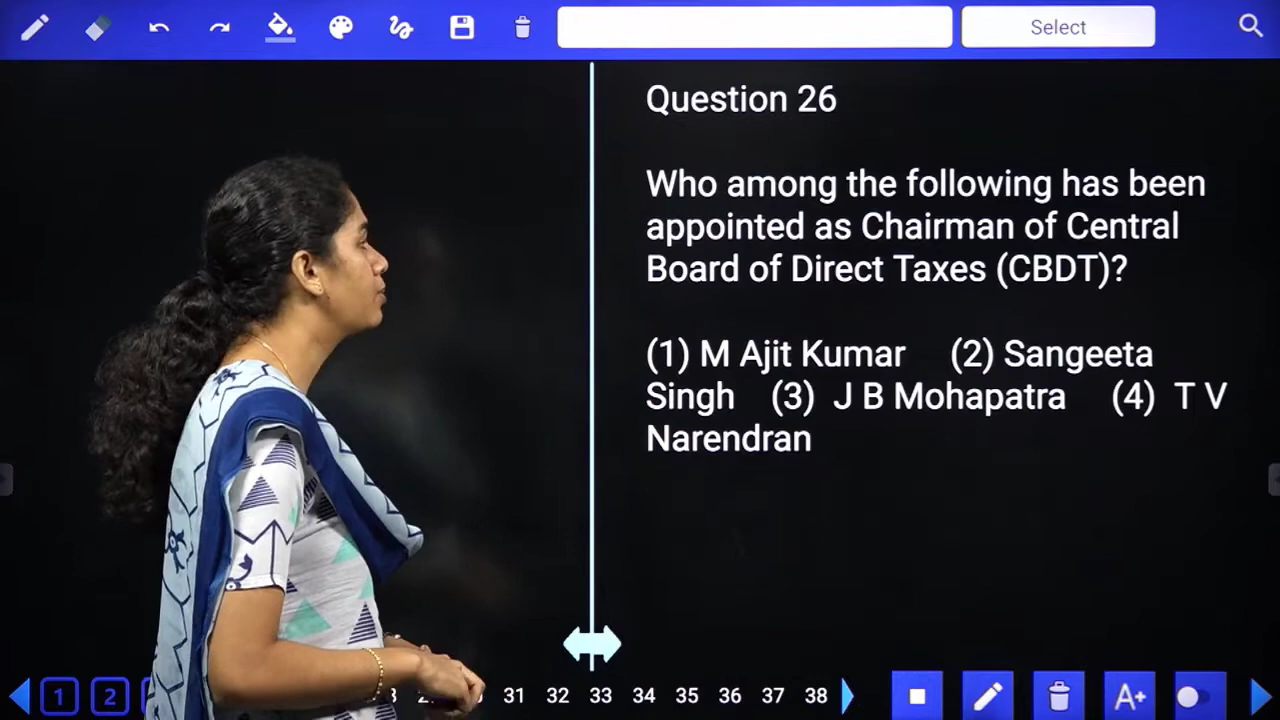 Select
Question 26
Who among the following has been
appointed as Chairman of Central
Board of Direct Taxes (CBDT)?
(1) M Ajit Kumar (2) Sangeeta
Singh (3) J B Mohapatra (4) T V
Narendran
1 2 31 32 33 34 35 36 37 38 A+